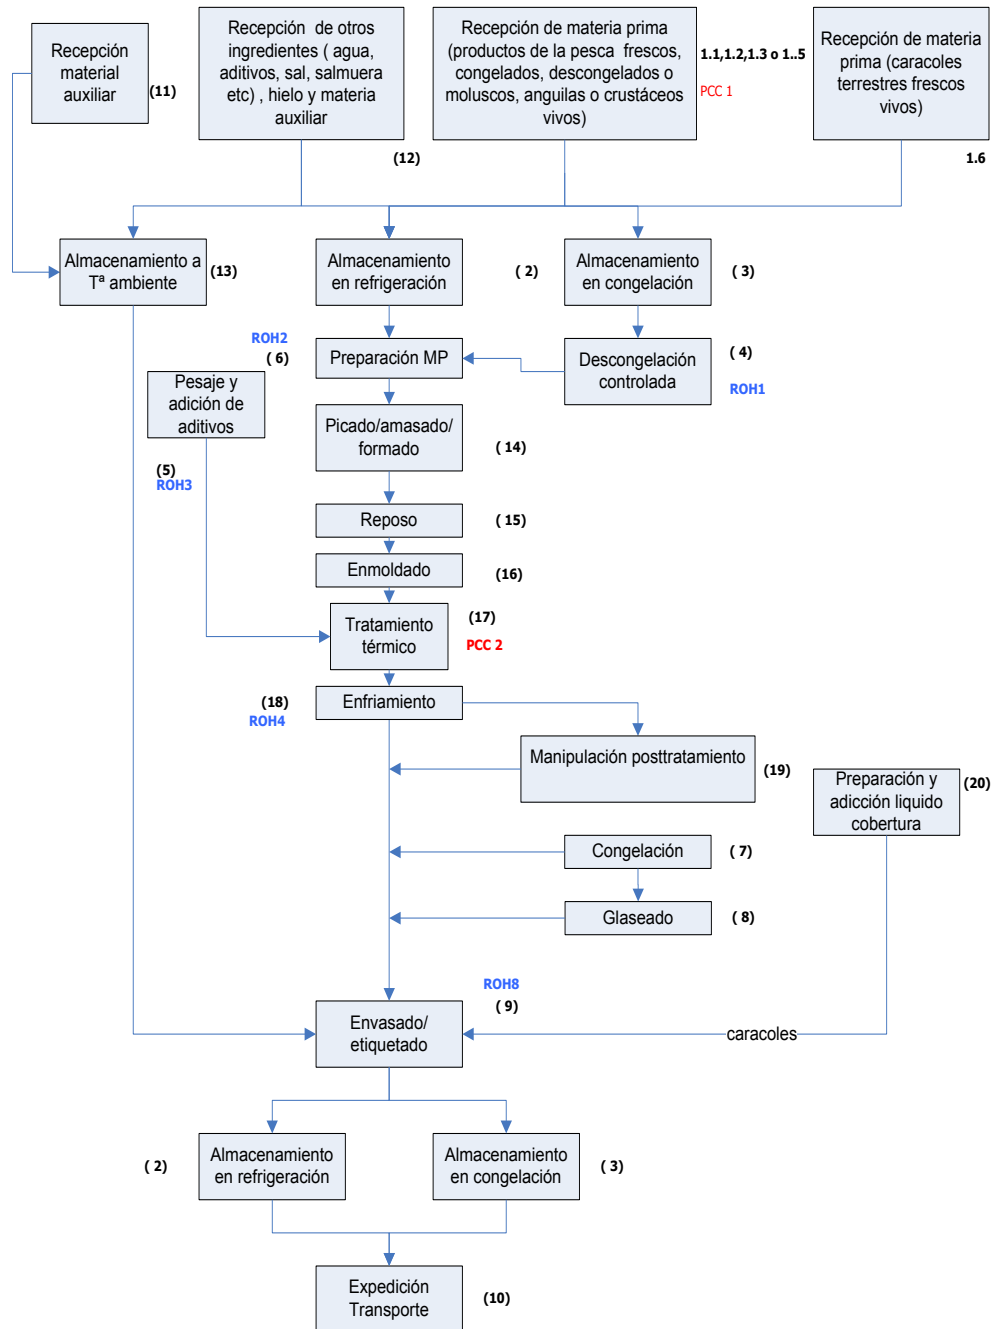 Recepción
material
auxiliar
(11)
Recepción de otros
ingredientes ( agua,
aditivos, sal, salmuera
etc) , hielo y materia
auxiliar
(12)
Recepción de materia prima
(productos de la pesca frescos,
congelados, descongelados o
moluscos, anguilas o crustáceos
vivos)
1.1,1.2,1.3 o 1..5
PCC 1
Recepción de materia
prima (caracoles
terrestres frescos
vivos)
1.6
Almacenamiento a
Tª ambiente
(13)
Almacenamiento
en refrigeración
( 2)
Almacenamiento
en congelación
( 3)
ROH2
( 6)
Preparación MP
Descongelación
controlada
( 4)
ROH1
Pesaje y
adición de
aditivos
(5)
ROH3
Picado/amasado/
formado
( 14)
Reposo
( 15)
Enmoldado
(16)
Tratamiento
térmico
(17)
PCC 2
Enfriamiento
(18)
ROH4
Manipulación posttratamiento
(19)
Preparación y
adicción liquido
cobertura
(20)
Congelación
( 7)
Glaseado
( 8)
ROH8
( 9)
Envasado/
etiquetado
caracoles
( 2)
Almacenamiento
en refrigeración
Almacenamiento
en congelación
( 3)
Expedición
Transporte
(10)